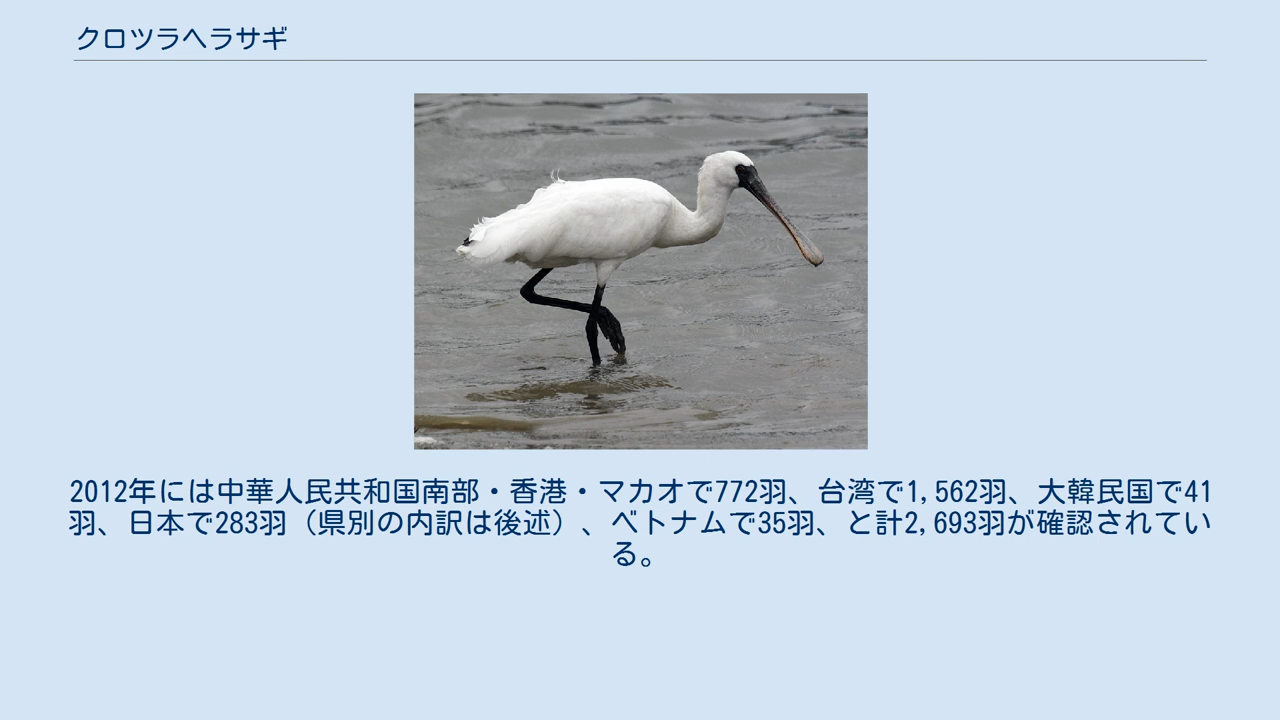 クロツラヘラサギ
2012年には中華人民共和国南部・香港・マカオで772羽、台湾で1,562羽、大韓民国で41
羽、日本で283羽（県別の内訳は後述）、ベトナムで35羽、と計2,693羽が確認されてい
る。